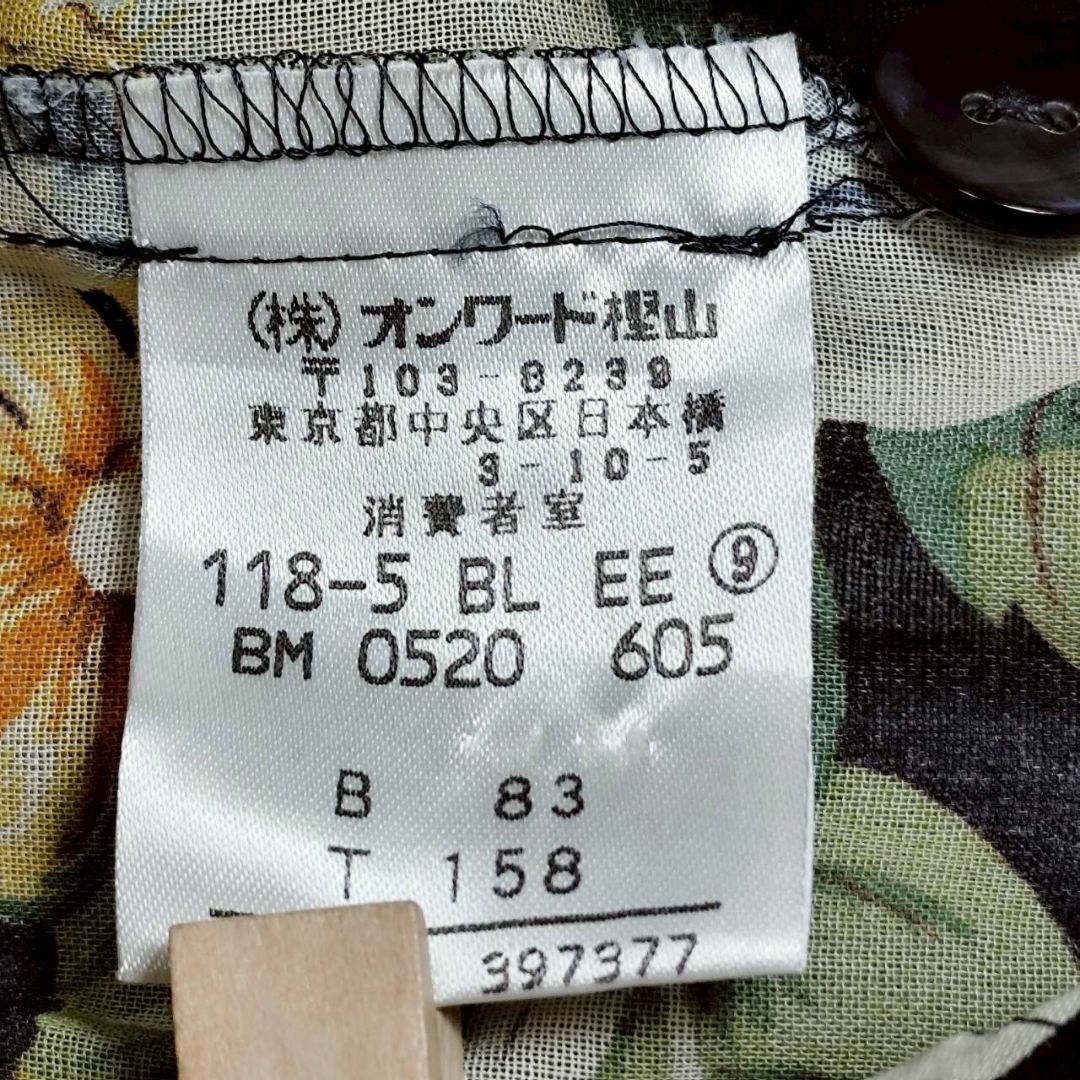 (株)オンワード樫山
〒103-8239
東京都中央区日本橋
3-10-5
消費者室
118-5 BL EE ⑨
BM 0520 605
B 83
T 158
397377